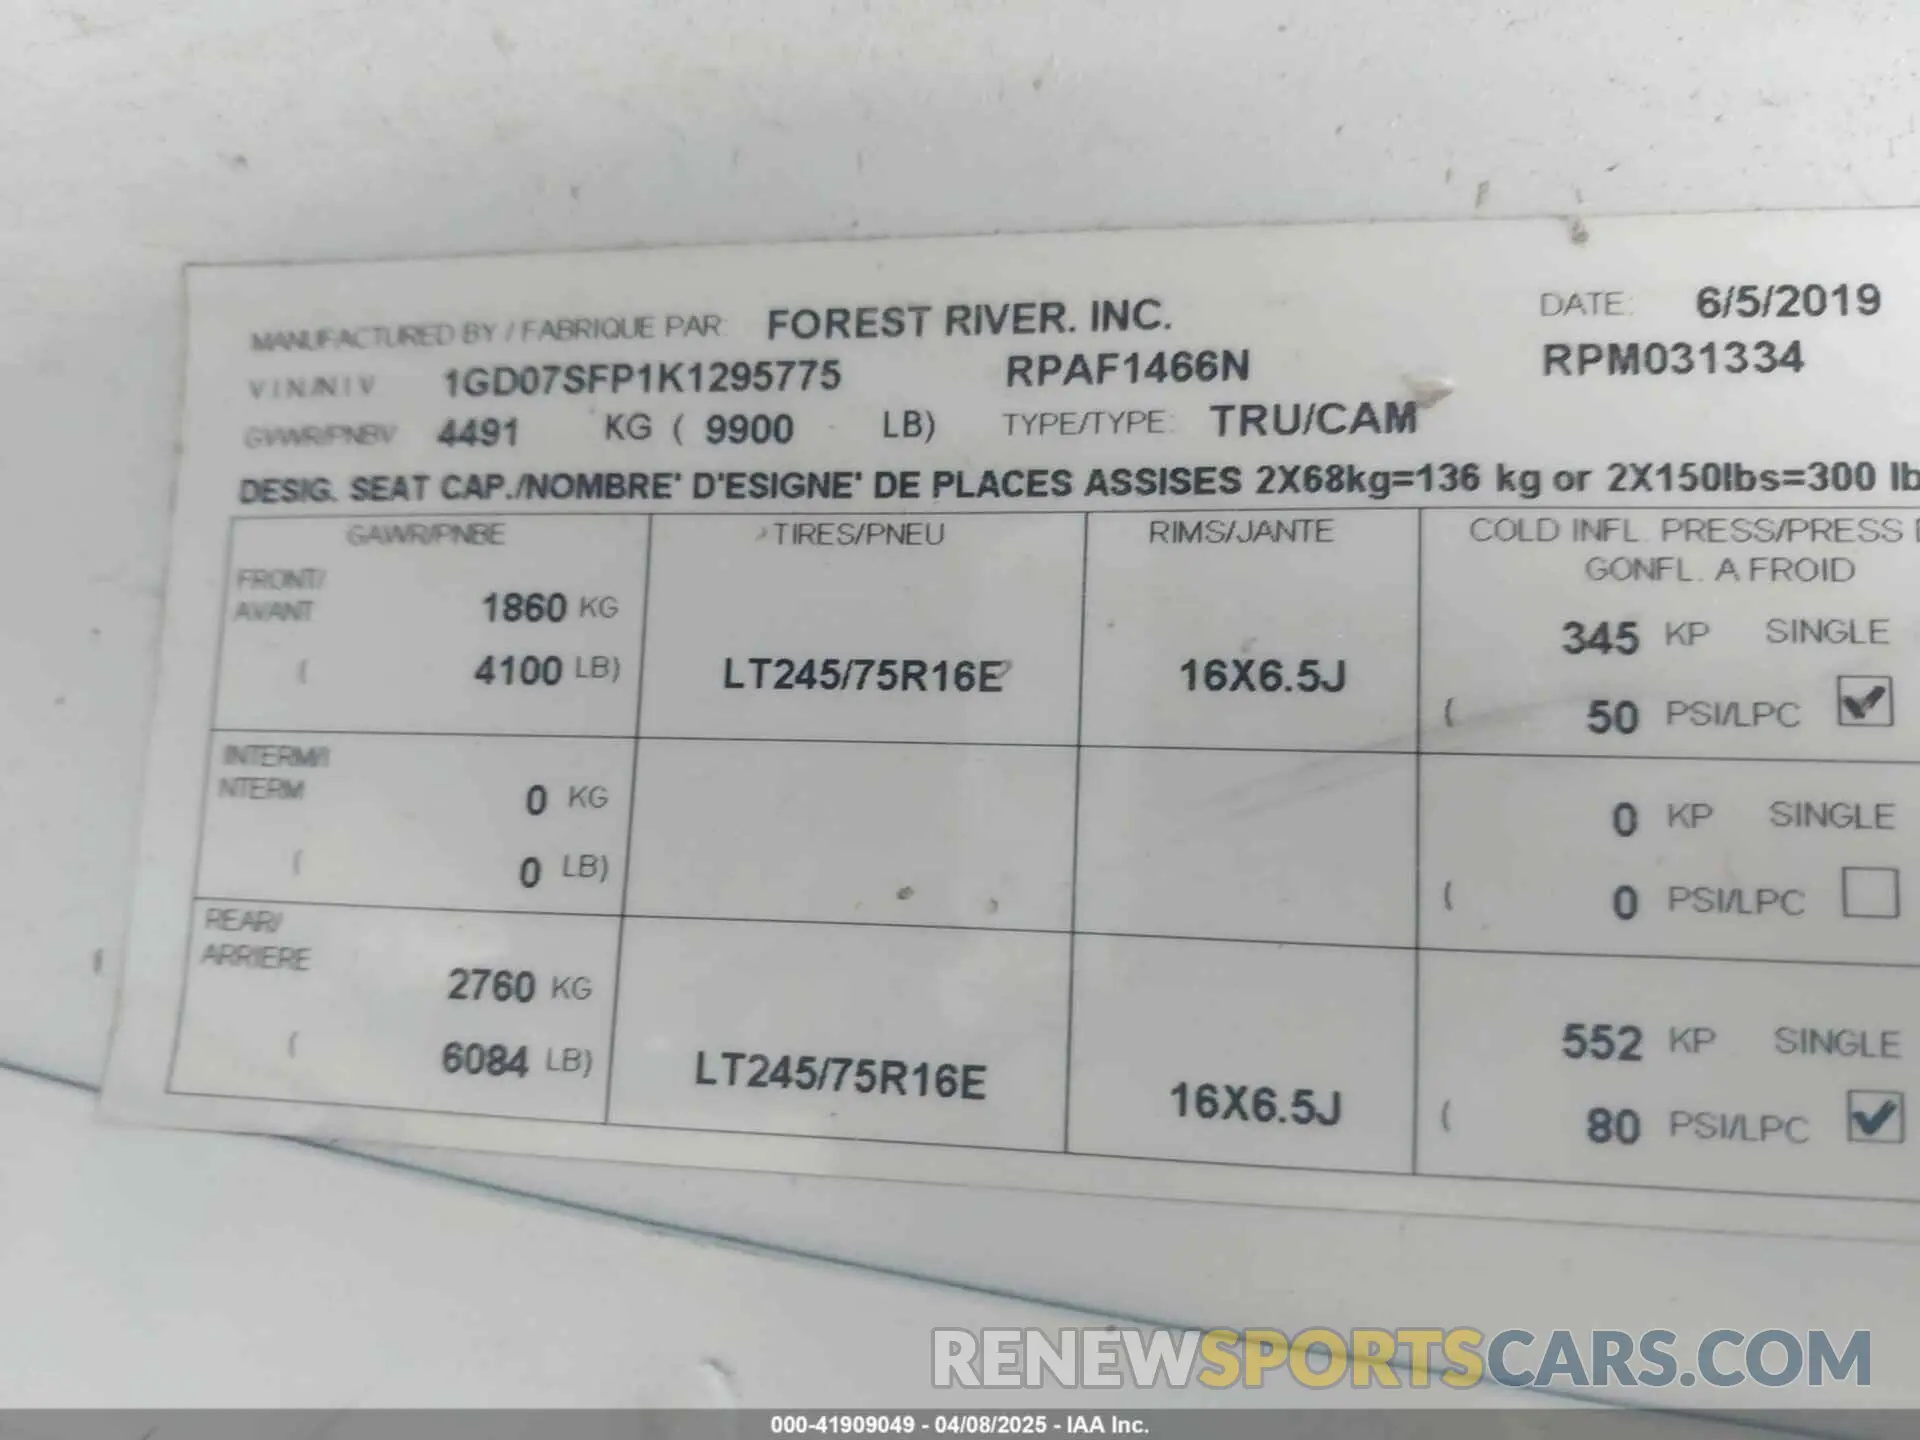 MANUFACTURED BY / FABRIQUE PAR: FOREST RIVER. INC. DATE: 6/5/2019
V I N./N I V 1GD07SFP1K1295775 RPAF1466N RPM031334
GVWR/PNBV 4491 KG ( 9900 LB) TYPE/TYPE: TRU/CAM
DESIG. SEAT CAP./NOMBRE' D'ESIGNE' DE PLACES ASSISES 2X68kg=136 kg or 2X150lbs=300 lb
GAWR/PNBE TIRES/PNEU RIMS/JANTE COLD INFL. PRESS/PRESS
GONFL. A FROID
FRONT/
AVANT 1860 KG 345 KP SINGLE
( 4100 LB) LT245/75R16E 16X6.5J ( 50 PSI/LPC
INTERM/I
NTERM 0 KG 0 KP SINGLE
( 0 LB) ( 0 PSI/LPC
REAR/
ARRIERE 2760 KG 552 KP SINGLE
( 6084 LB) LT245/75R16E 16X6.5J ( 80 PSI/LPC
RENEWSPORTSCARS.COM
000-41909049 - 04/08/2025 - IAA Inc.